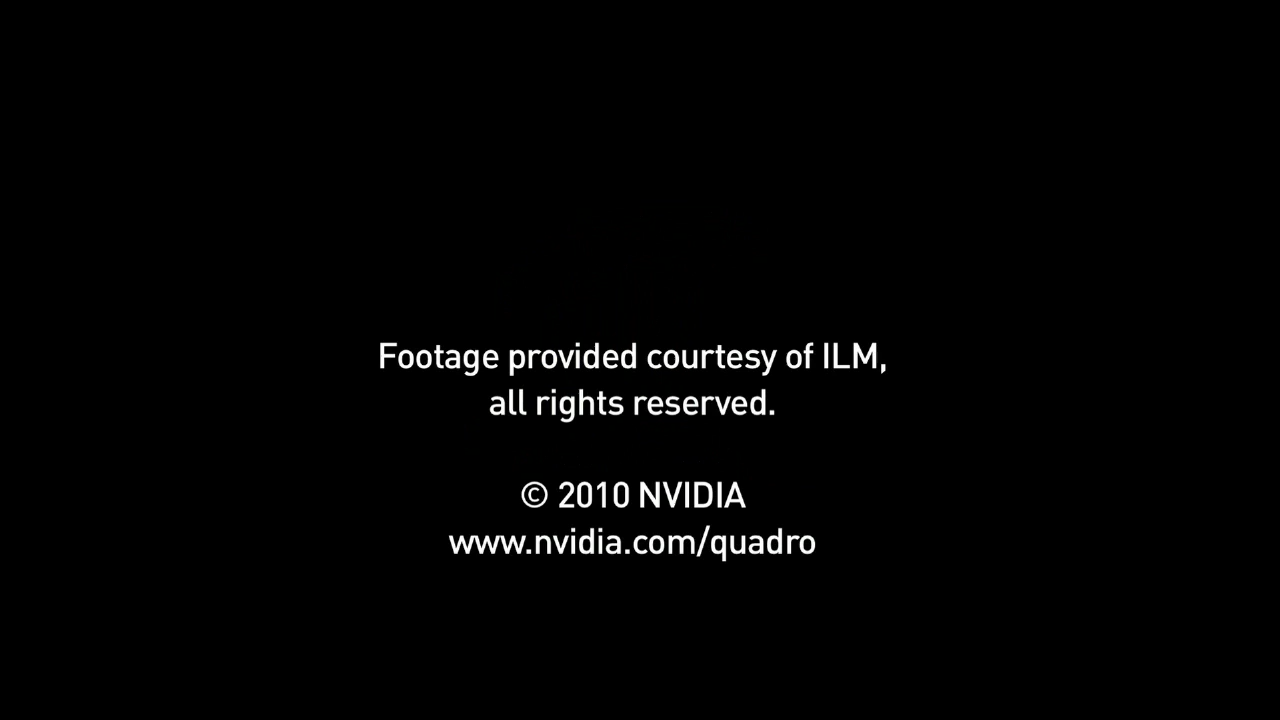 Footage provided courtesy of ILM,
all rights reserved.
© 2010 NVIDIA
www.nvidia.com/quadro